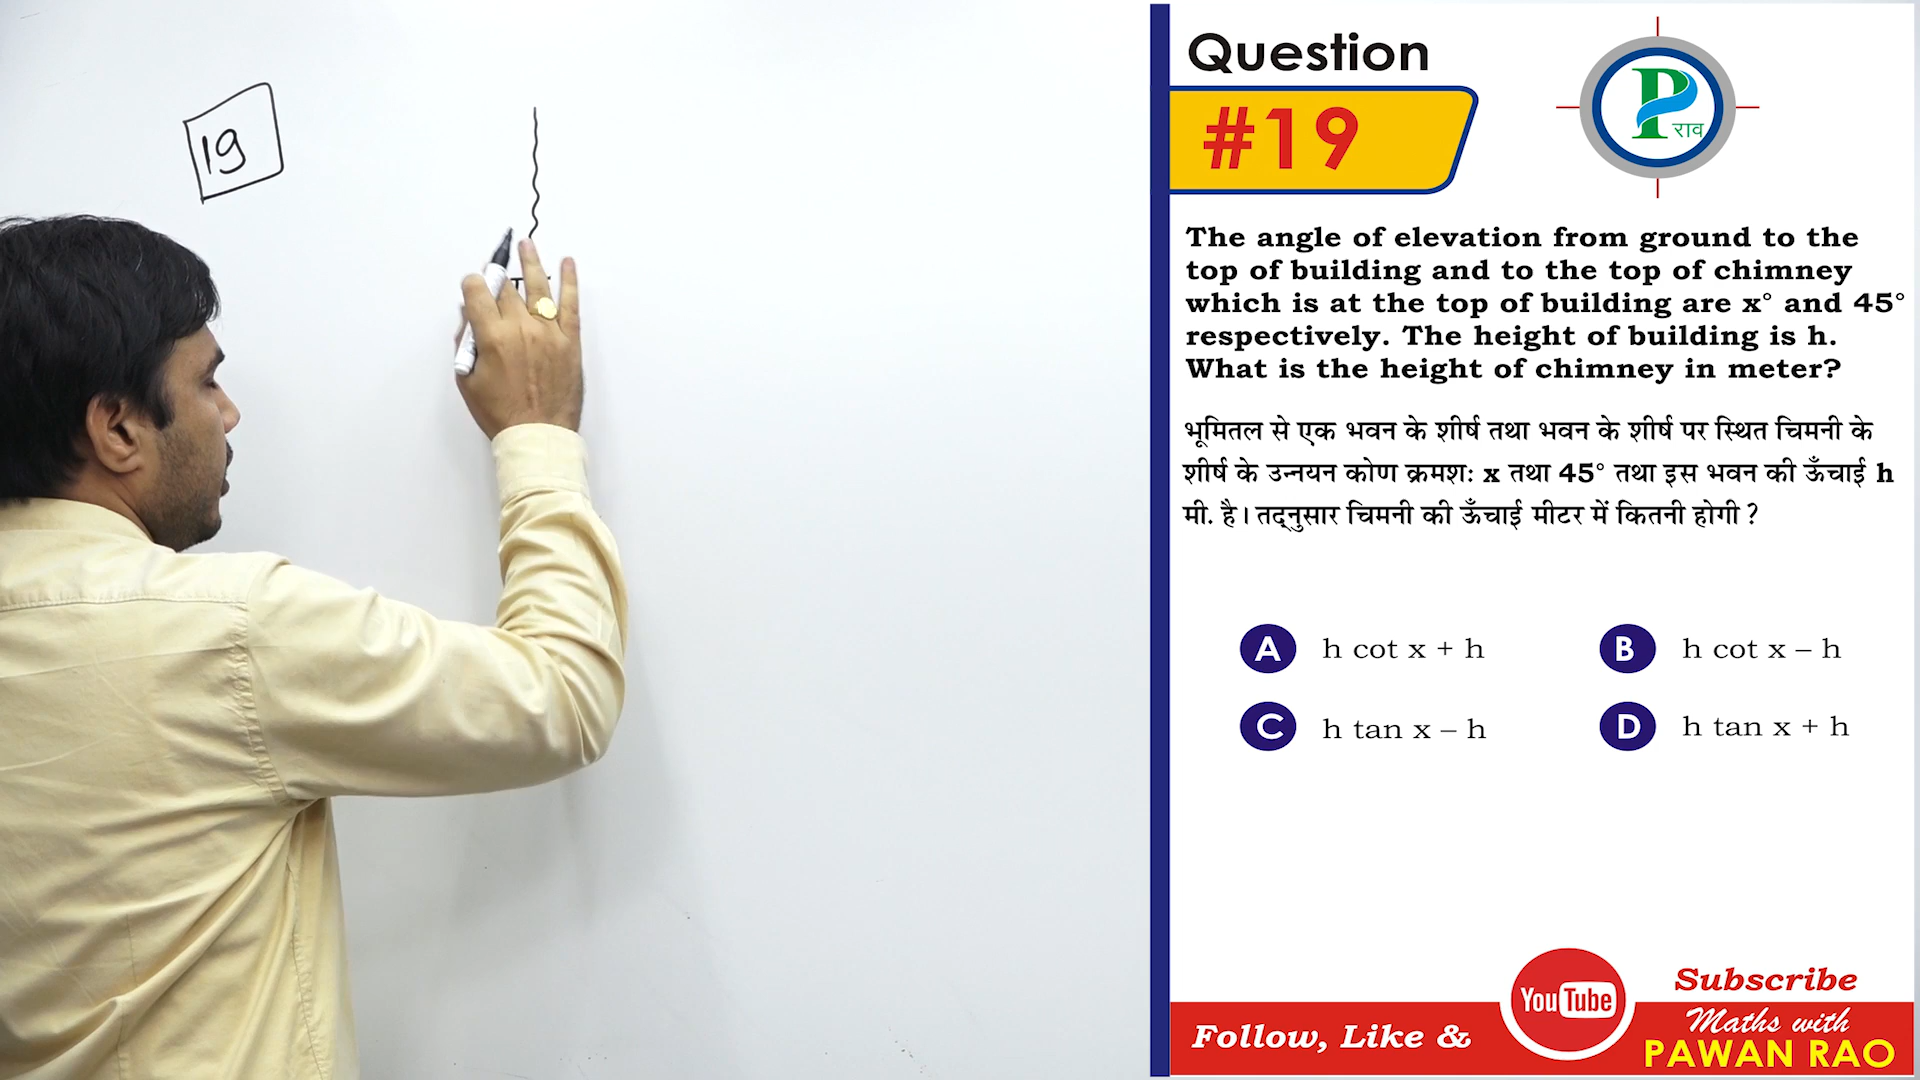 19
Question
#19
P
राव
The angle of elevation from ground to the
top of building and to the top of chimney
which is at the top of building are x° and 45°
respectively. The height of building is h.
What is the height of chimney in meter?
भूमितल से एक भवन के शीर्ष तथा भवन के शीर्ष पर स्थित चिमनी के
शीर्ष के उन्नयन कोण क्रमशः x तथा 45° तथा इस भवन की ऊँचाई h
मी. है। तद्नुसार चिमनी की ऊँचाई मीटर में कितनी होगी ?
A h cot x + h
B h cot x – h
C h tan x – h
D h tan x + h
Follow, Like &
YouTube
Subscribe
Maths with
PAWAN RAO